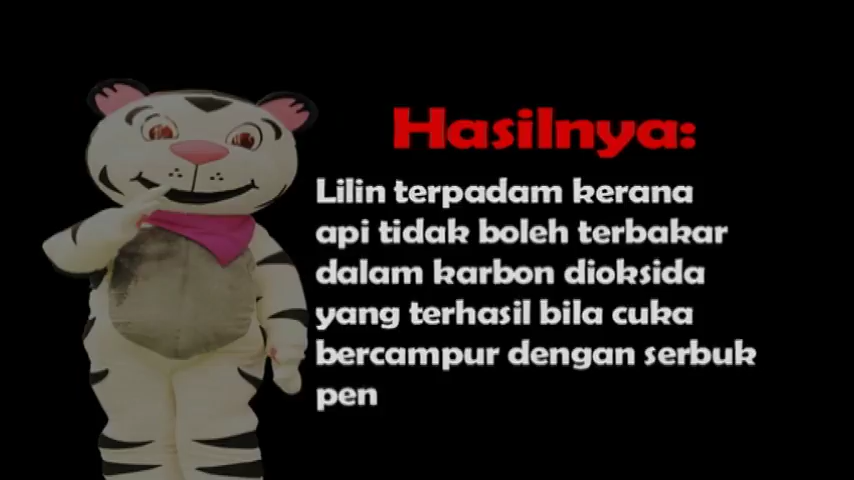 Hasilnya:
Lilin terpadam kerana
api tidak boleh terbakar
dalam karbon dioksida
yang terhasil bila cuka
bercampur dengan serbuk
pen